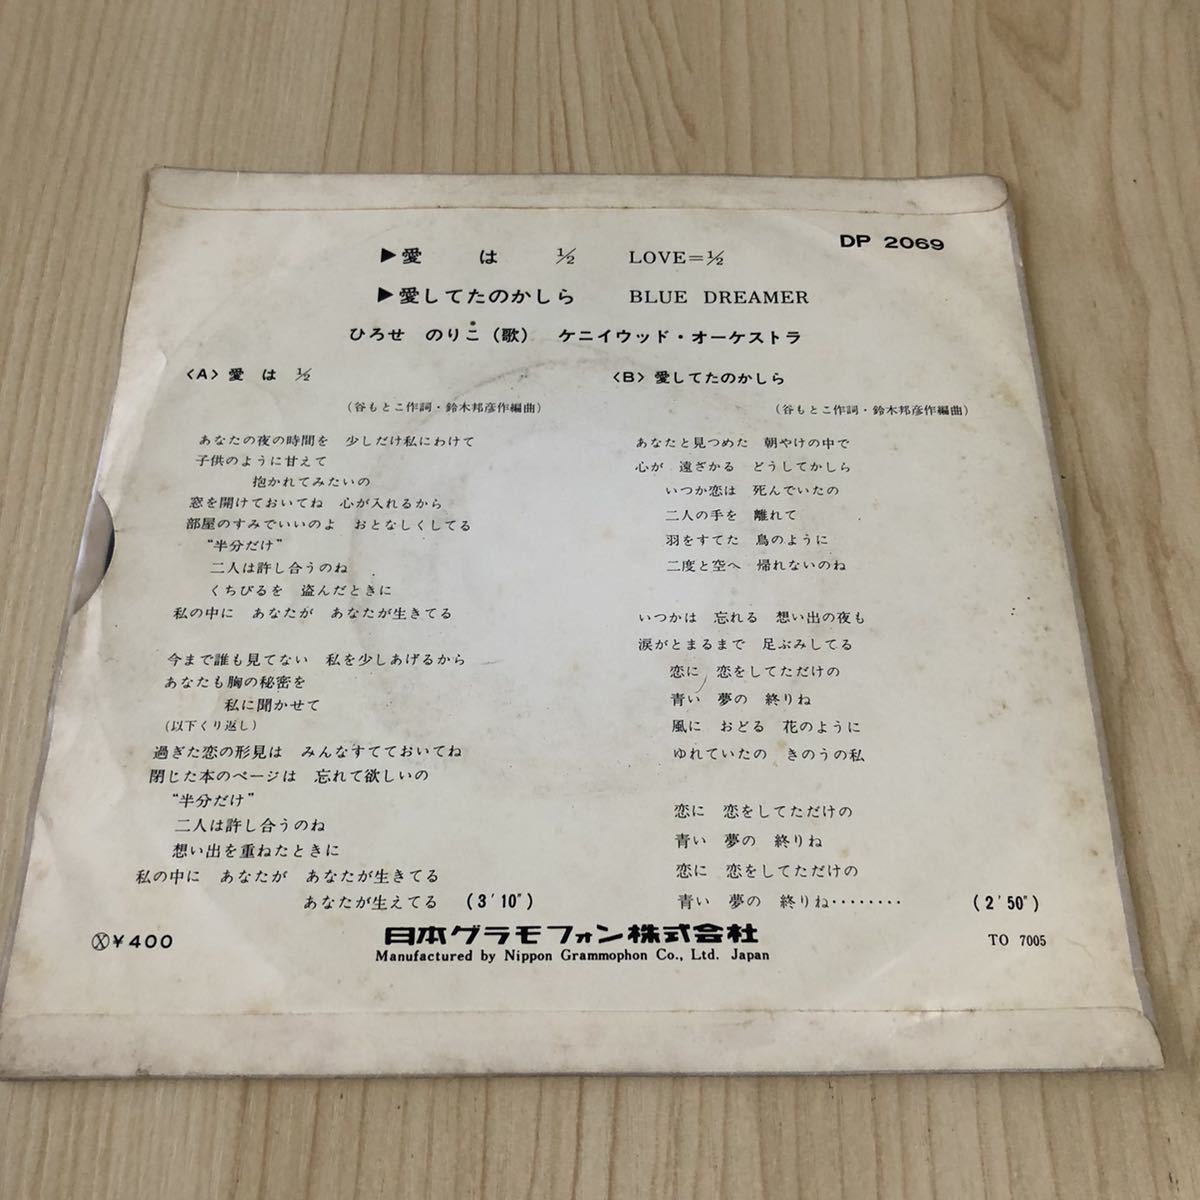 DP 2069
▶愛は ½ LOVE=½
▶愛してたのかしら BLUE DREAMER
ひろせ のりこ(歌) ケニイウッド・オーケストラ
〈A〉愛は ½
(谷もとこ作詞・鈴木邦彦作編曲)
あなたの夜の時間を 少しだけ私にわけて
子供のように甘えて
抱かれてみたいの
窓を開けておいてね 心が入れるから
部屋のすみでいいのよ おとなしくしてる
“半分だけ”
二人は許し合うのね
くちびるを 盗んだときに
私の中に あなたが あなたが生きてる
今まで誰も見てない 私を少しあげるから
あなたも胸の秘密を
私に聞かせて
(以下くり返し)
過ぎた恋の形見は みんなすてておいてね
閉じた本のページは 忘れて欲しいの
“半分だけ”
二人は許し合うのね
想い出を重ねたときに
私の中に あなたが あなたが生きてる
あなたが生えてる (3'10")
〈B〉愛してたのかしら
(谷もとこ作詞・鈴木邦彦作編曲)
あなたと見つめた 朝やけの中で
心が 遠ざかる どうしてかしら
いつか恋は 死んでいたの
二人の手を 離れて
羽をすてた 鳥のように
二度と空へ 帰れないのね
いつかは 忘れる 想い出の夜も
涙がとまるまで 足ぶみしてる
恋に 恋をしてただけの
青い 夢の 終りね
風に おどる 花のように
ゆれていたの きのうの私
恋に 恋をしてただけの
青い 夢の 終りね
恋に 恋をしてただけの
青い 夢の 終りね‥‥‥‥ (2'50")
Ⓧ¥400
日本グラモフォン株式会社
Manufactured by Nippon Grammophon Co., Ltd. Japan
TO 7005